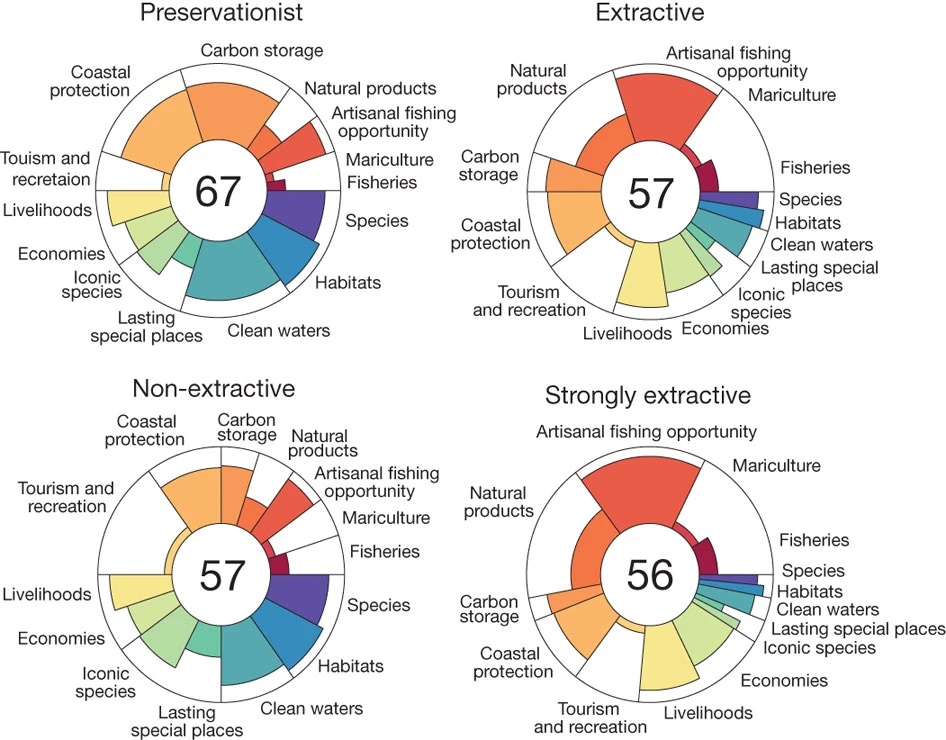 Preservationist
Carbon storage
Coastal
protection
Natural products
Artisanal fishing
opportunity
Touism and
recretaion
Mariculture
Fisheries
67
Livelihoods
Species
Economies
Iconic
species
Habitats
Lasting
special places
Clean waters
Extractive
Artisanal fishing
opportunity
Natural
products
Mariculture
Carbon
storage
Fisheries
57
Species
Habitats
Coastal
protection
Clean waters
Lasting special
places
Tourism
and recreation
Iconic
species
Livelihoods
Economies
Non-extractive
Coastal
protection
Carbon
storage
Natural
products
Artisanal fishing
opportunity
Tourism and
recreation
Mariculture
Fisheries
57
Livelihoods
Species
Economies
Habitats
Iconic
species
Lasting
special places
Clean waters
Strongly extractive
Artisanal fishing opportunity
Mariculture
Natural
products
Fisheries
56
Species
Habitats
Carbon
storage
Clean waters
Lasting special places
Iconic species
Coastal
protection
Economies
Tourism
and recreation
Livelihoods